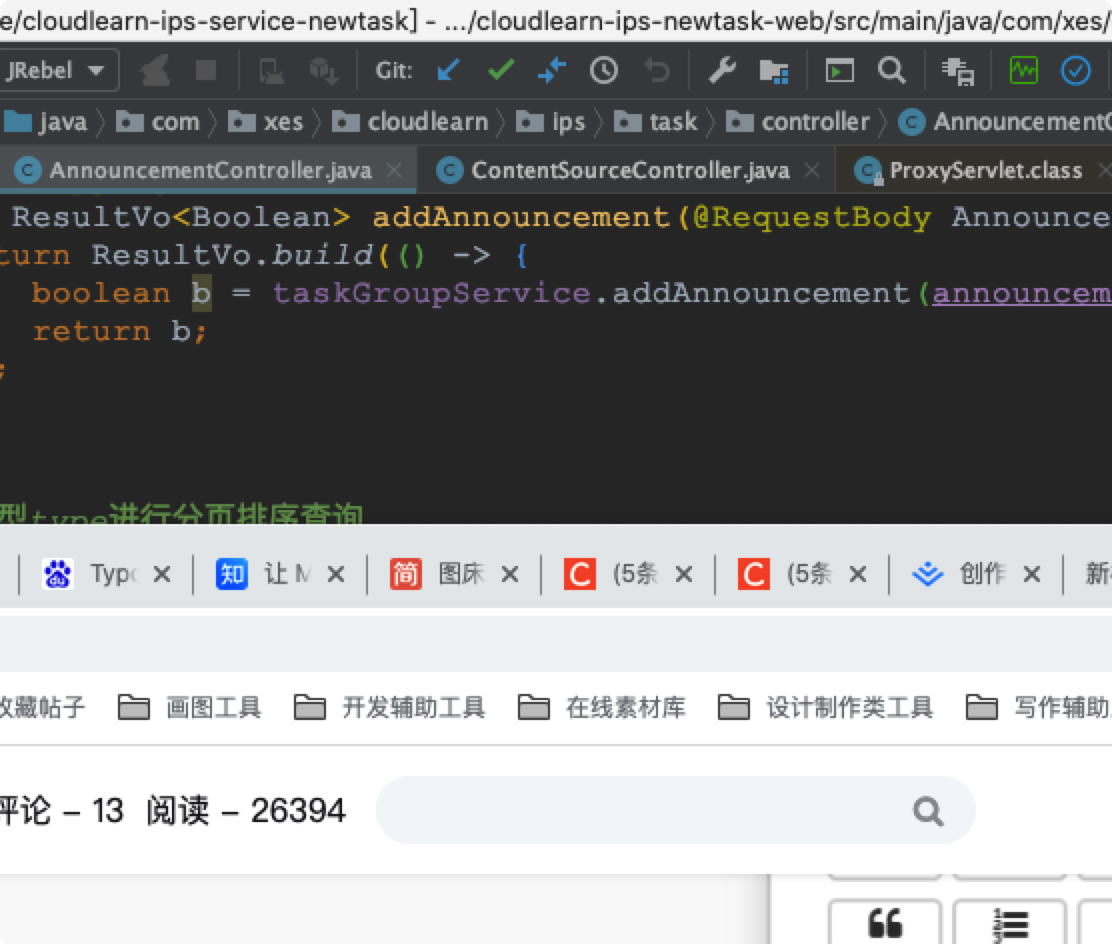 e/cloudlearn-ips-service-newtask] - .../cloudlearn-ips-newtask-web/src/main/java/com/xes/
JRebel Git:
java com xes cloudlearn ips task controller AnnouncementC
AnnouncementController.java ContentSourceController.java ProxyServlet.class
ResultVo<Boolean> addAnnouncement(@RequestBody Announce
turn ResultVo.build(() -> {
boolean b = taskGroupService.addAnnouncement(announcem
return b;
;
型type进行分页排序查询
Typo 知 让 M 简 图床 C (5条 C (5条 创作 新
收藏帖子 画图工具 开发辅助工具 在线素材库 设计制作类工具 写作辅助
评论 – 13 阅读 – 26394